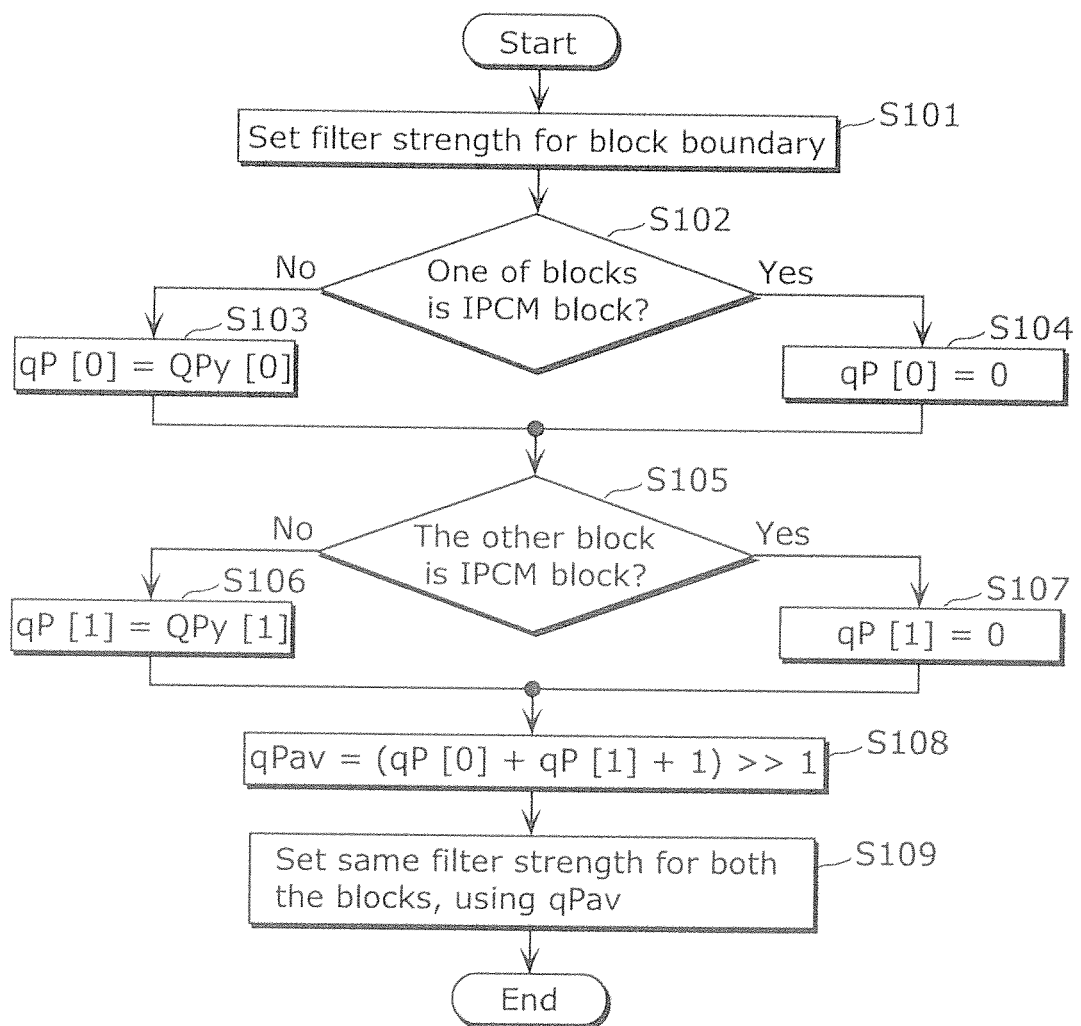 Start
S101
Set filter strength for block boundary
S102
No
One of blocks
is IPCM block?
Yes
S103
qP [0] = QPy [0]
S104
qP [0] = 0
S105
No
The other block
is IPCM block?
Yes
S106
qP [1] = QPy [1]
S107
qP [1] = 0
S108
qPav = (qP [0] + qP [1] + 1) >> 1
S109
Set same filter strength for both
the blocks, using qPav
End